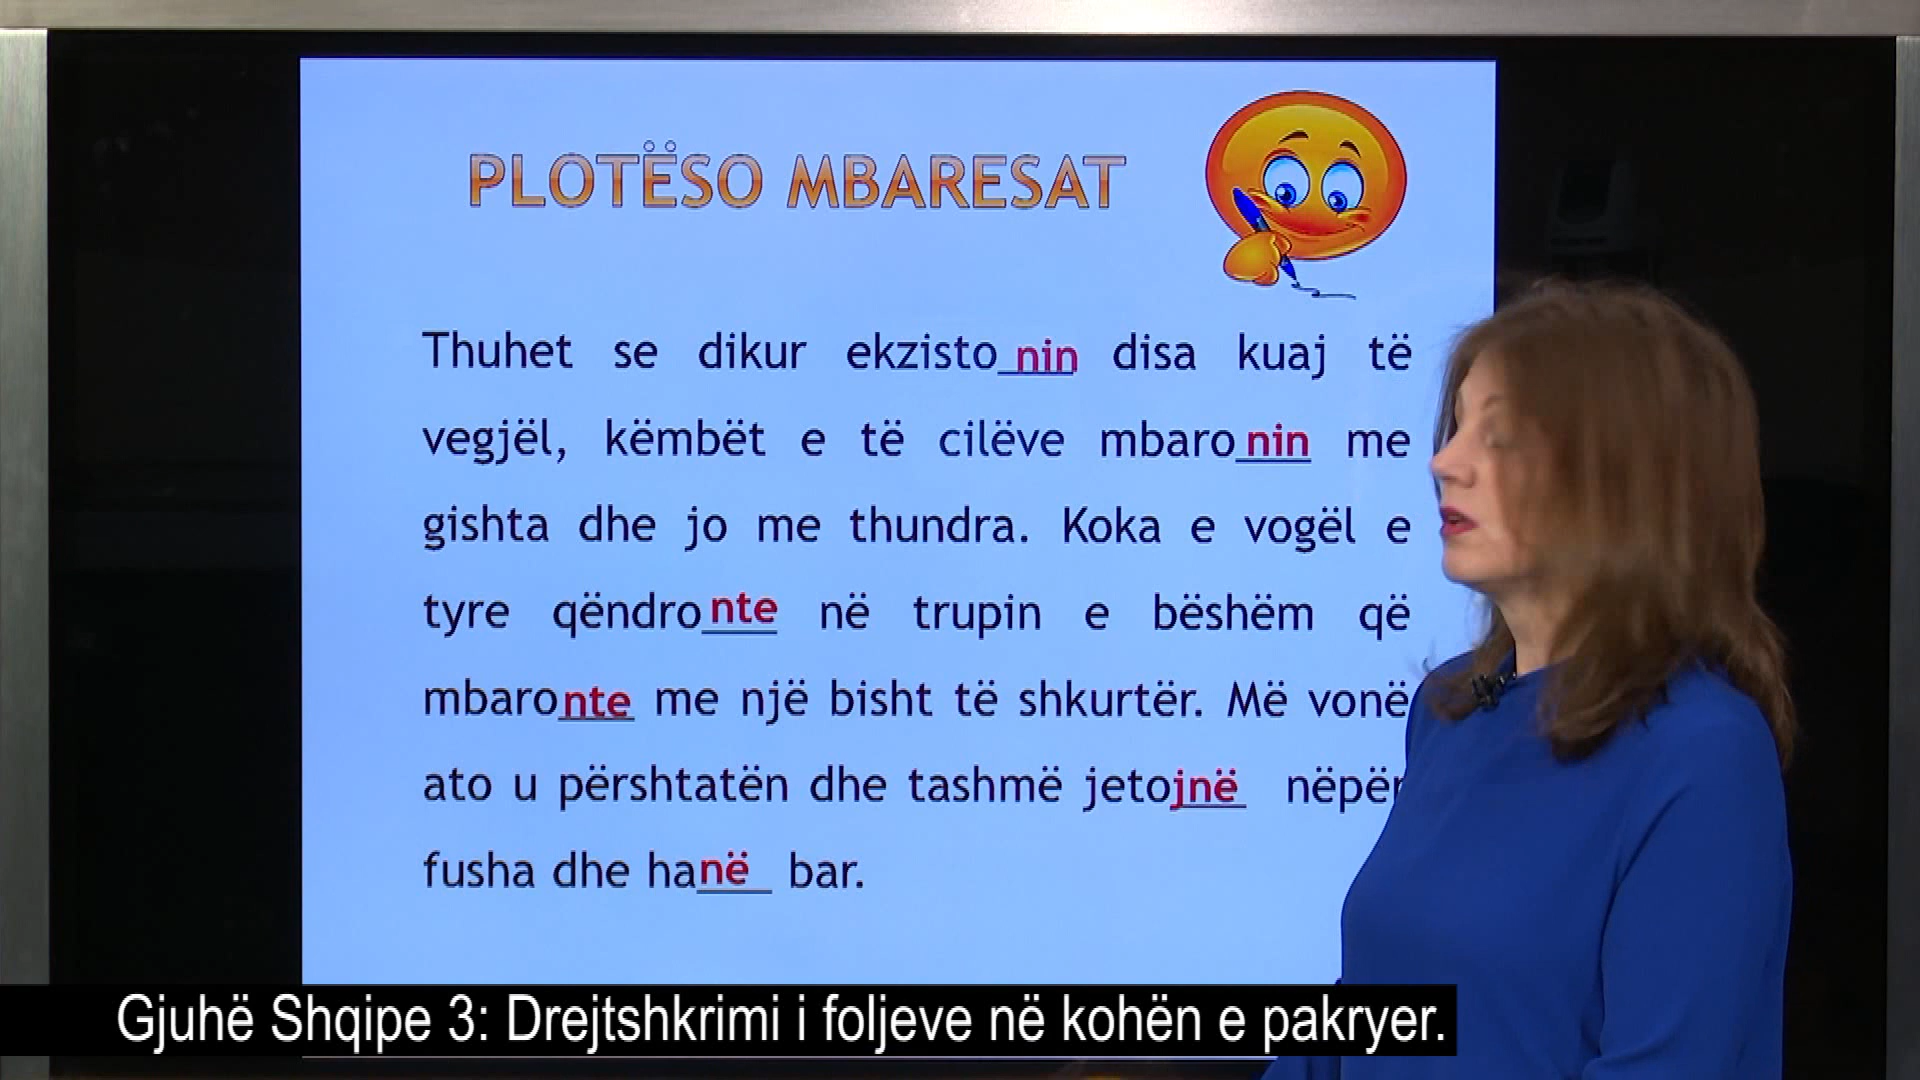 PLOTËSO MBARESAT
Thuhet se dikur ekzistonin disa kuaj të
vegjël, këmbët e të cilëve mbaronin me
gishta dhe jo me thundra. Koka e vogël e
tyre qëndronte në trupin e bëshëm që
mbaronte me një bisht të shkurtër. Më vonë
ato u përshtatën dhe tashmë jetojnë nëpër
fusha dhe hanë bar.
Gjuhë Shqipe 3: Drejtshkrimi i foljeve në kohën e pakryer.